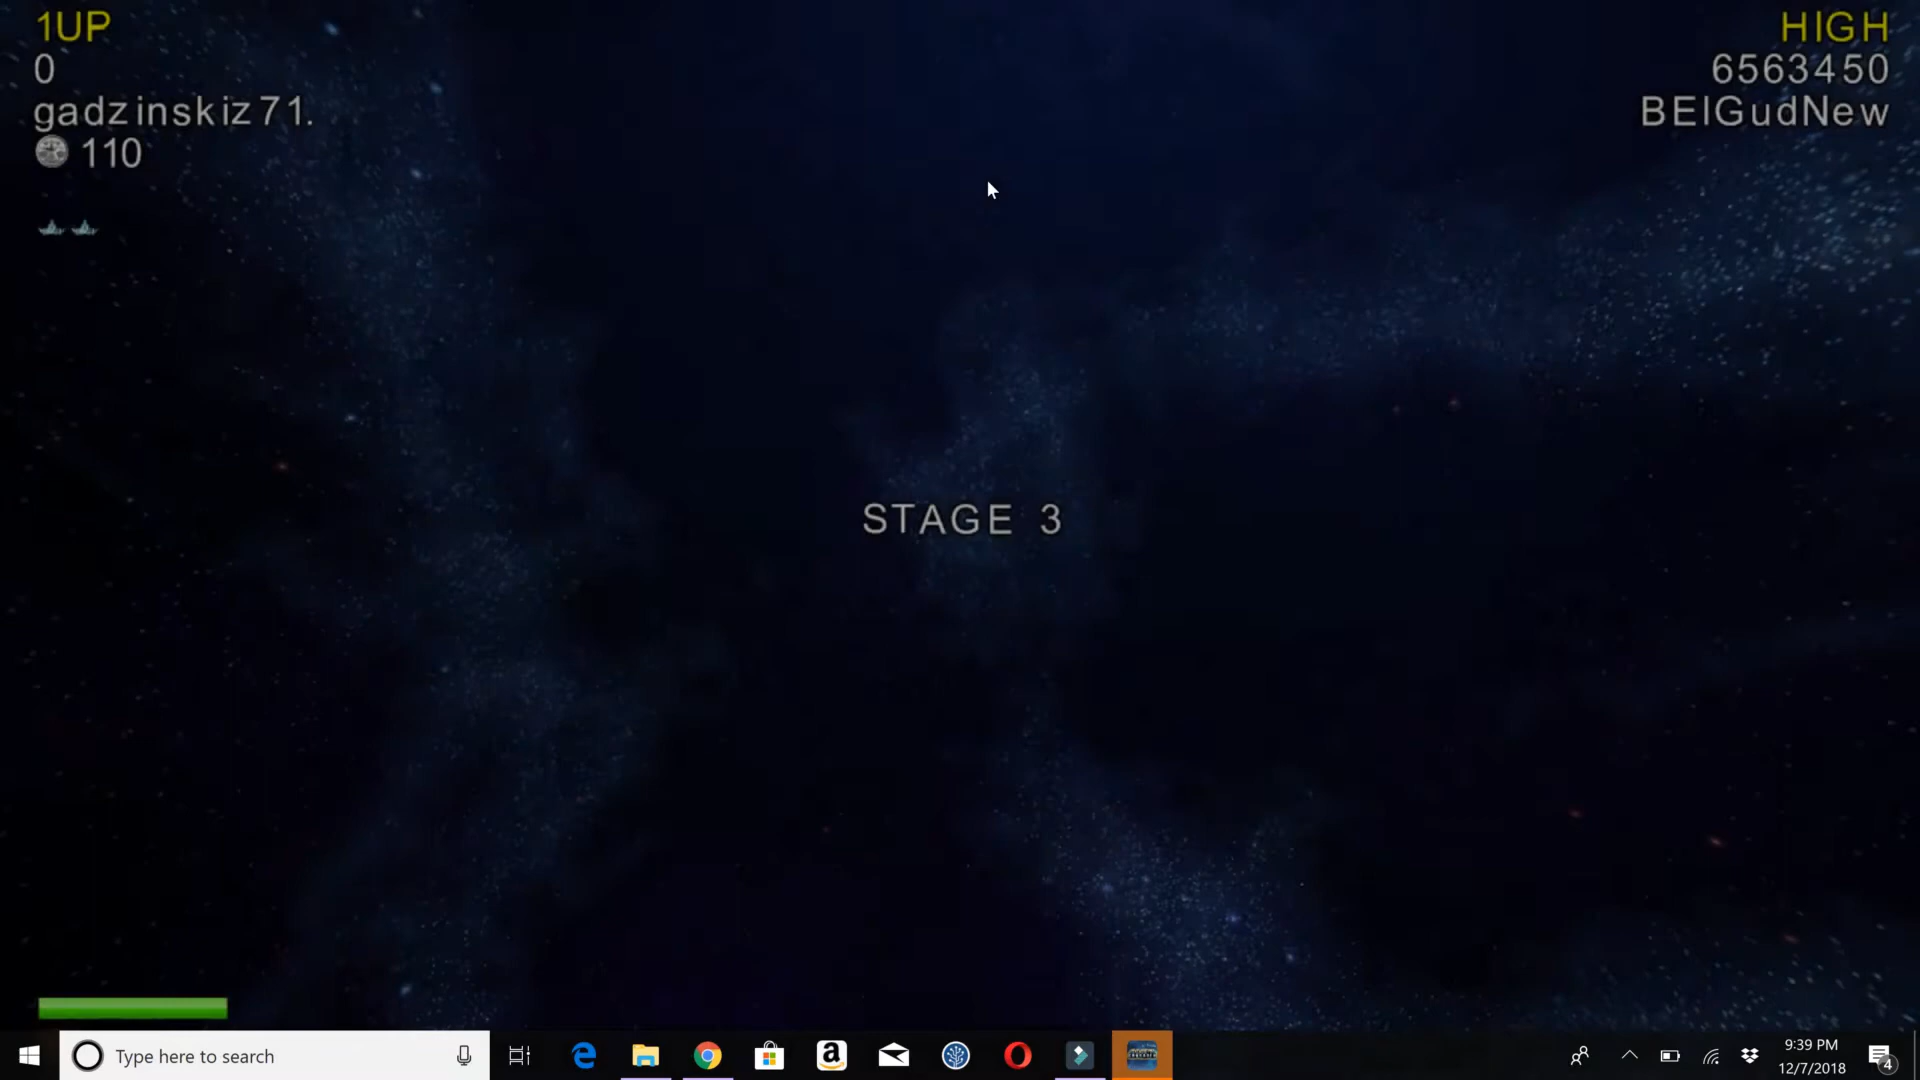 1UP
0
gadzinskiz71.
110
HIGH
6563450
BEIGudNew
STAGE 3
Type here to search
9:39 PM
12/7/2018
4